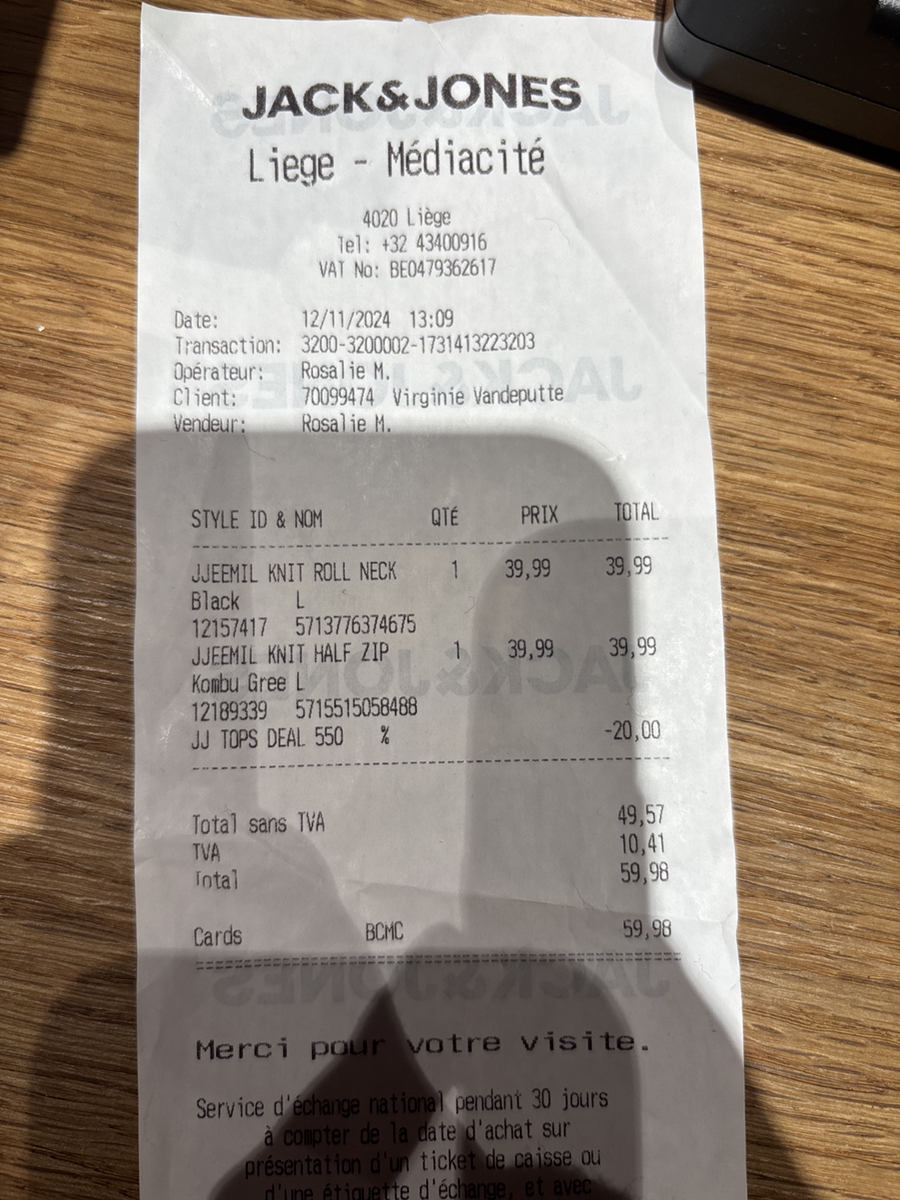 JACK&JONES
Liege - Médiacité
4020 Liège
Tel: +32 43400916
VAT No: BE0479362617
Date: 12/11/2024 13:09
Transaction: 3200-3200002-1731413223203
Opérateur: Rosalie M.
Client: 70099474 Virginie Vandeputte
Vendeur: Rosalie M.
STYLE ID & NOM QTÉ PRIX TOTAL
JJEEMIL KNIT ROLL NECK 1 39,99 39,99
Black L
12157417 5713776374675
JJEEMIL KNIT HALF ZIP 1 39,99 39,99
Kombu Gree L
12189339 5715515058488
JJ TOPS DEAL 550 % -20,00
Total sans TVA 49,57
TVA 10,41
Total 59,98
Cards BCMC 59,98
Merci pour votre visite.
Service d'échange national pendant 30 jours
à compter de la date d'achat sur
présentation d'un ticket de caisse ou
d'une étiquette d'échange, et avec